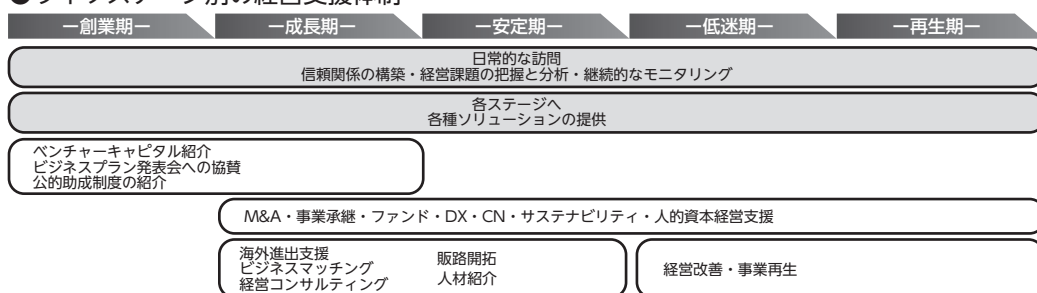 ●ライフステージ別の経営支援体制
ー創業期ー
ー成長期ー
ー安定期ー
ー低迷期ー
ー再生期ー
日常的な訪問
信頼関係の構築・経営課題の把握と分析・継続的なモニタリング
各ステージへ
各種ソリューションの提供
ベンチャーキャピタル紹介
ビジネスプラン発表会への協賛
公的助成制度の紹介
M&A・事業承継・ファンド・DX・CN・サステナビリティ・人的資本経営支援
海外進出支援
ビジネスマッチング
経営コンサルティング
販路開拓
人材紹介
経営改善・事業再生